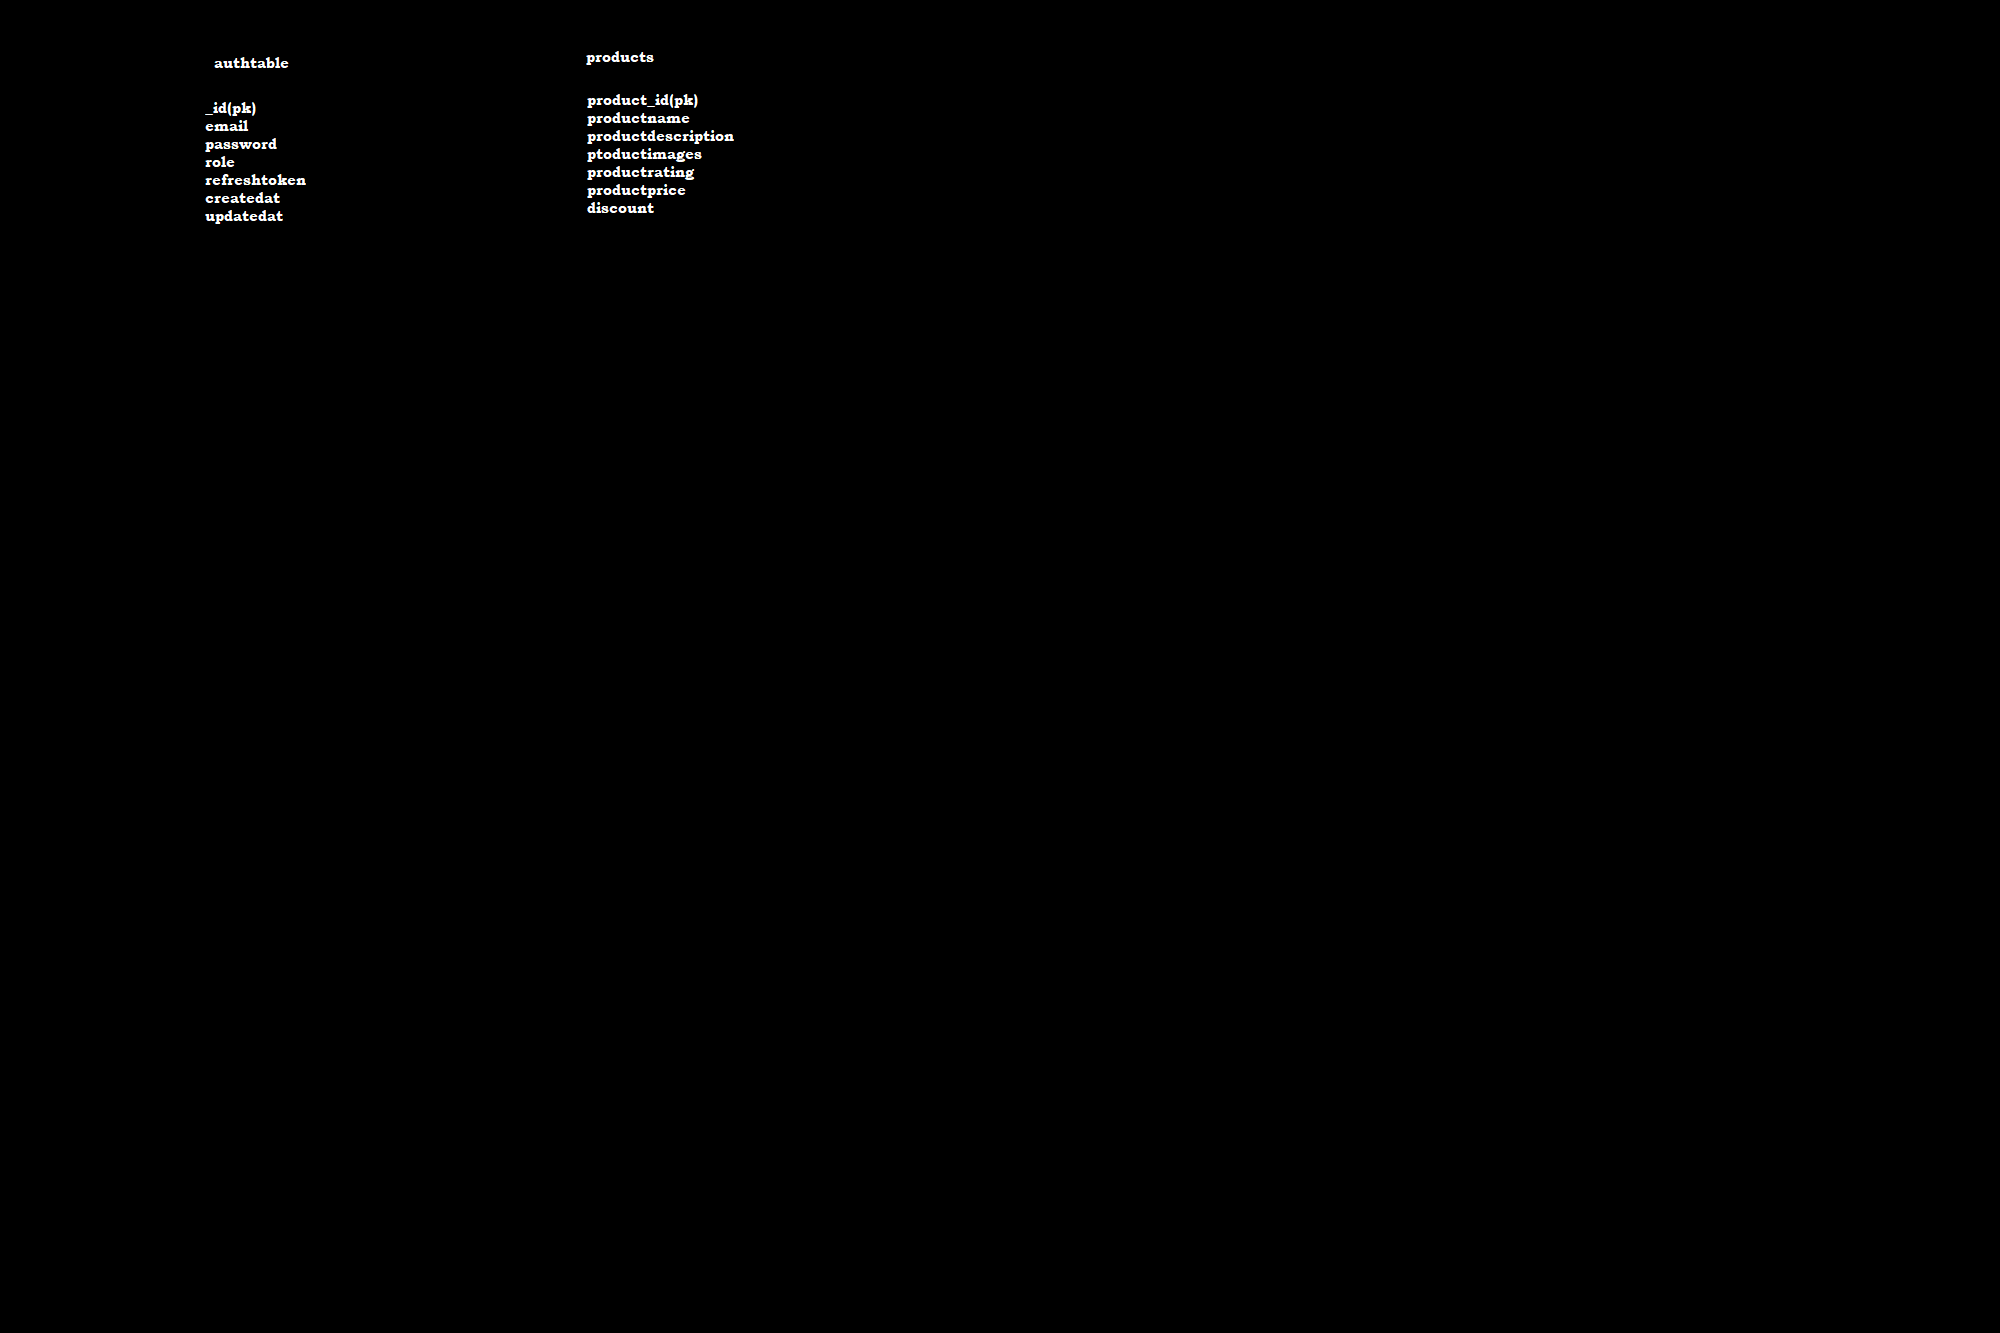 authtable
_id(pk)
email
password
role
refreshtoken
createdat
updatedat
products
product_id(pk)
productname
productdescription
ptoductimages
productrating
productprice
discount